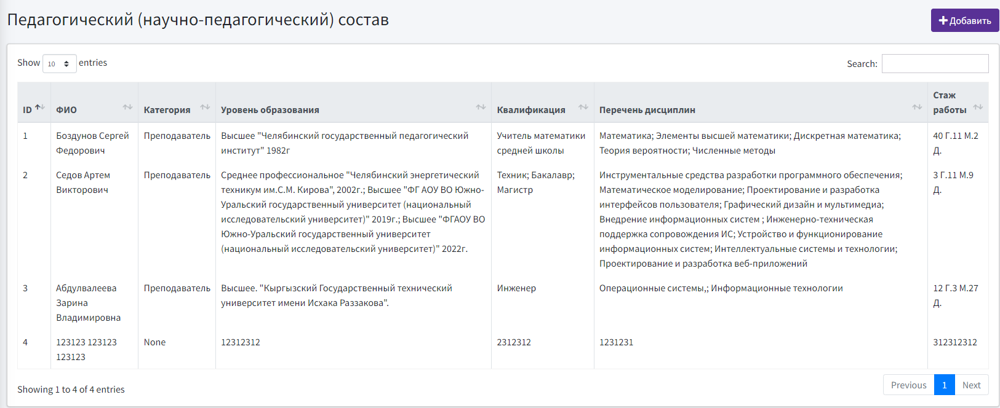 Педагогический (научно-педагогический) состав
Добавить
Show 10 entries
Search:
ID
ФИО
Категория
Уровень образования
Квалификация
Перечень дисциплин
Стаж
работы
1
Боздунов Сергей
Федорович
Преподаватель
Высшее "Челябинский государственный педагогический
институт" 1982г
Учитель математики
средней школы
Математика; Элементы высшей математики; Дискретная математика;
Теория вероятности; Численные методы
40 Г.11 М.2
Д.
2
Седов Артем
Викторович
Преподаватель
Среднее профессиональное "Челябинский энергетический
техникум им.С.М. Кирова", 2002г.; Высшее "ФГ АОУ ВО Южно-
Уральский государственный университет (национальный
исследовательский университет)" 2019г.; Высшее "ФГАОУ ВО
Южно-Уральский государственный университет
(национальный исследовательский университет)" 2022г.
Техник; Бакалавр;
Магистр
Инструментальные средства разработки программного обеспечения;
Математическое моделирование; Проектирование и разработка
интерфейсов пользователя; Графический дизайн и мультимедиа;
Внедрение информационных систем ; Инженерно-техническая
поддержка сопровождения ИС; Устройство и функционирование
информационных систем; Интеллектуальные системы и технологии;
Проектирование и разработка веб-приложений
3 Г.11 М.9
Д.
3
Абдулвалеева
Зарина
Владимировна
Преподаватель
Высшее. "Кыргызский Государственный технический
университет имени Исхака Раззакова".
Инженер
Операционные системы,; Информационные технологии
12 Г.3 М.27
Д.
4
123123 123123
123123
None
12312312
2312312
1231231
312312312
Showing 1 to 4 of 4 entries
Previous 1 Next